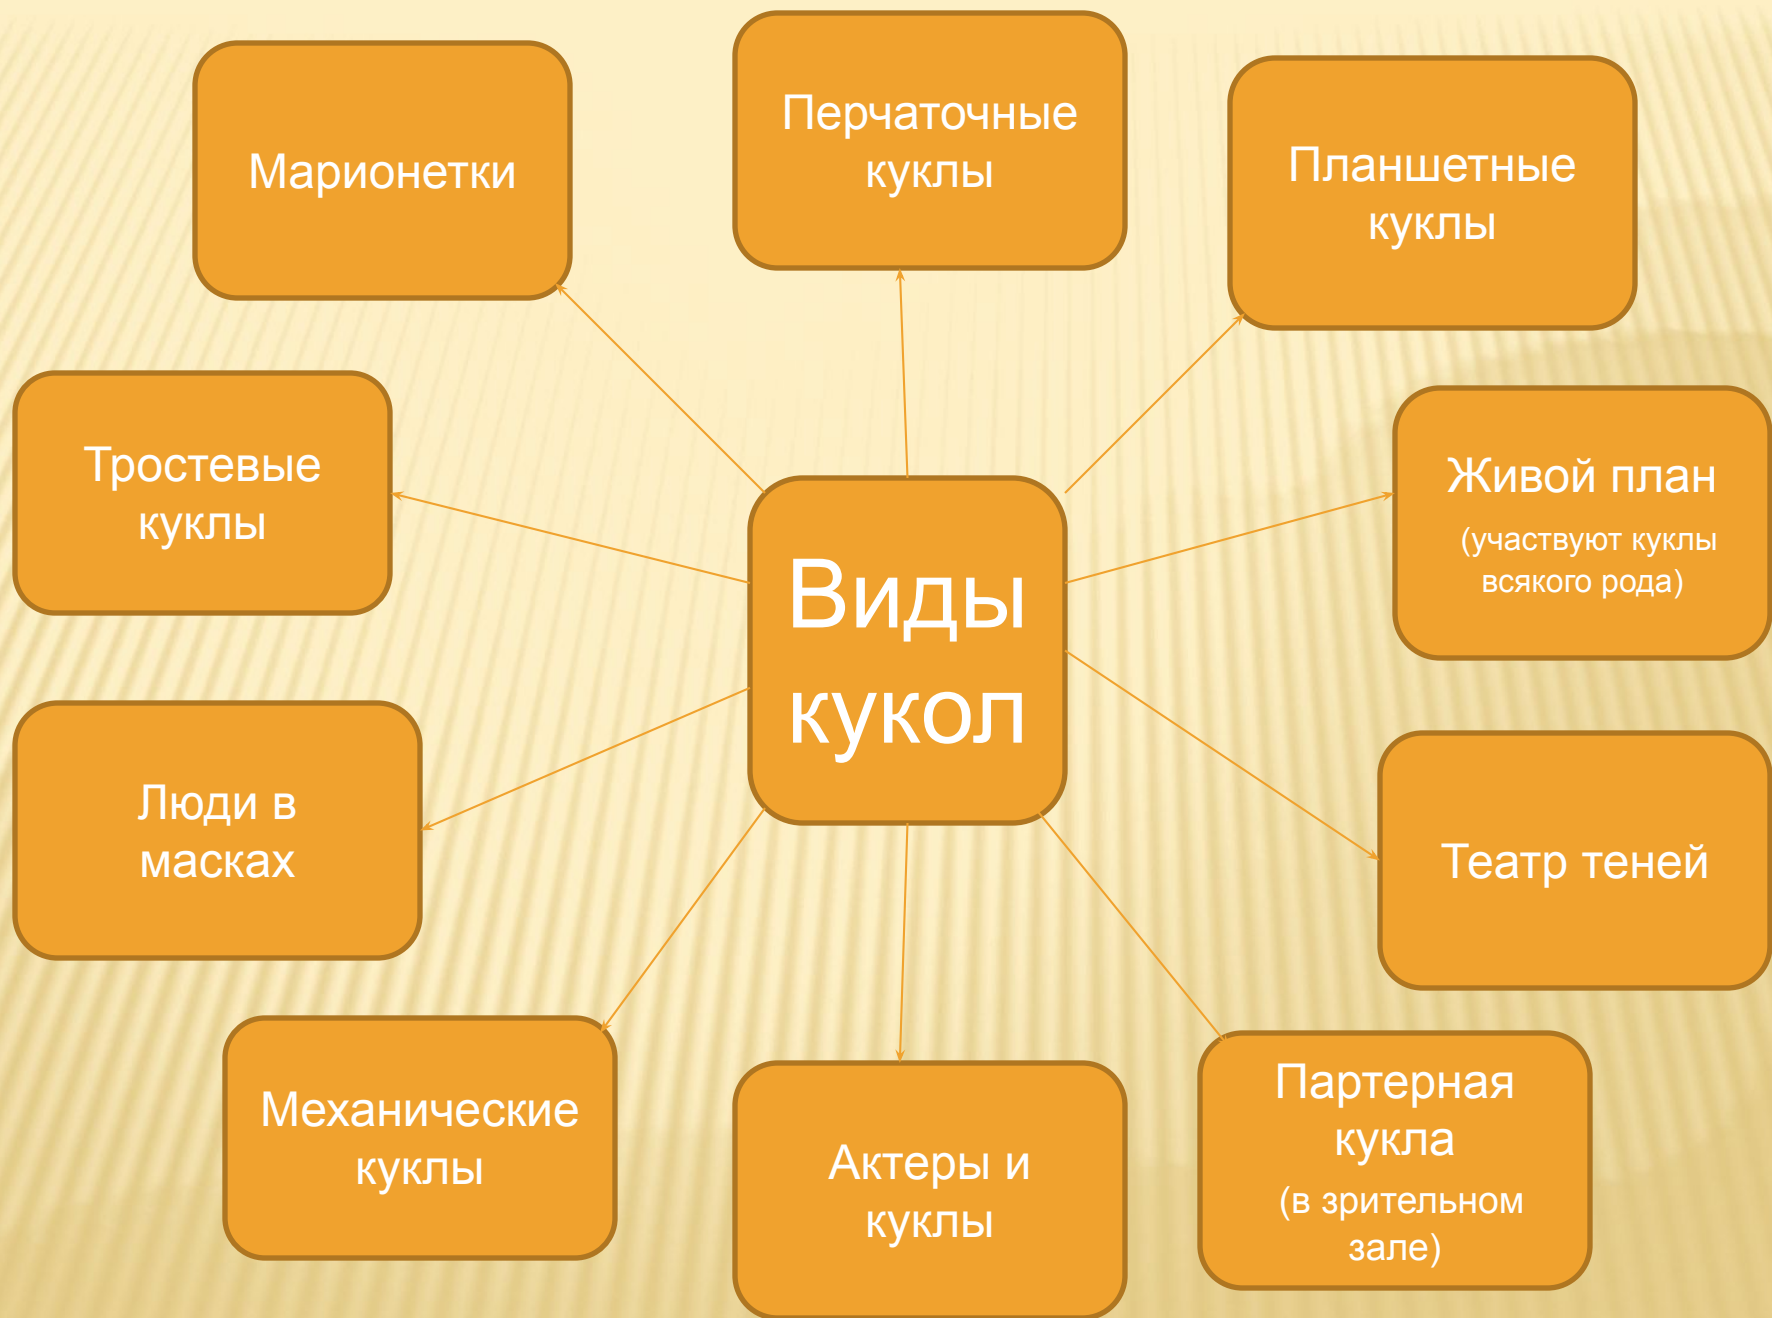 Марионетки
Перчаточные
куклы
Планшетные
куклы
Тростевые
куклы
Живой план
(участвуют куклы
всякого рода)
Виды
кукол
Люди в
масках
Театр теней
Механические
куклы
Актеры и
куклы
Партерная
кукла
(в зрительном
зале)